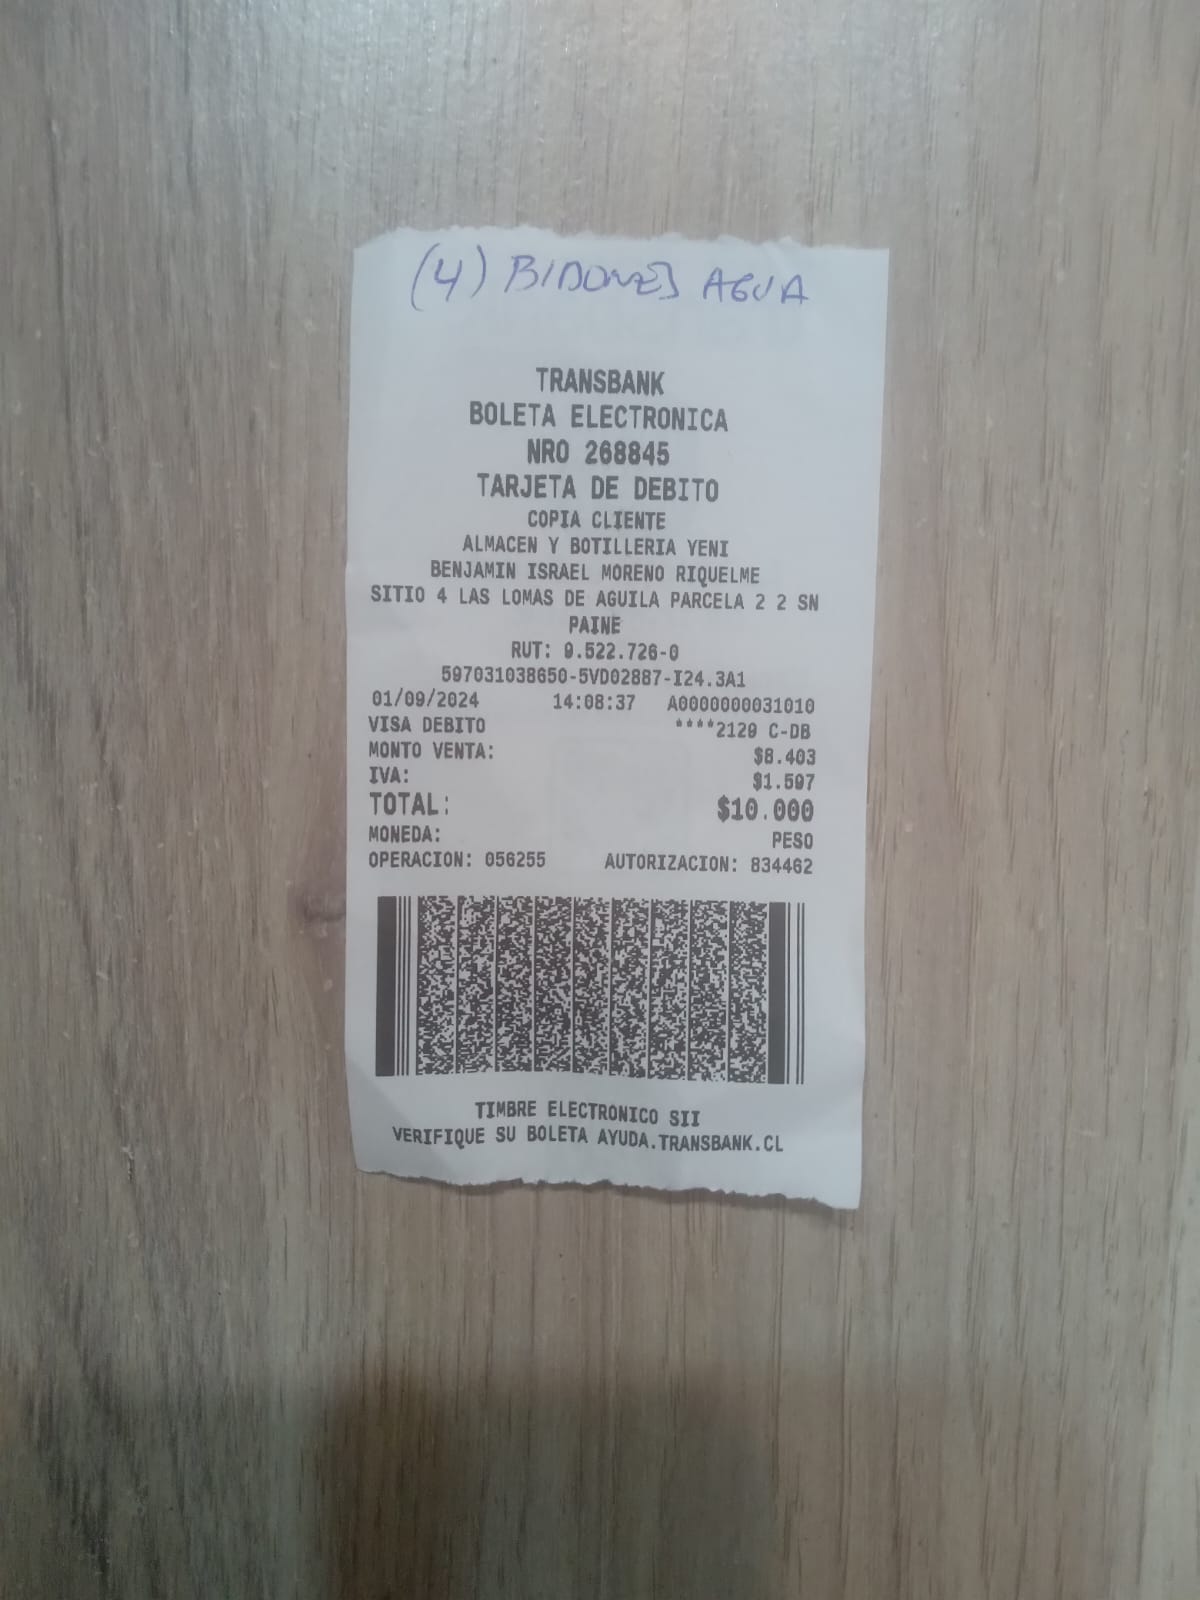 (4) BIDONES AGUA
TRANSBANK
BOLETA ELECTRONICA
NRO 268845
TARJETA DE DEBITO
COPIA CLIENTE
ALMACEN Y BOTILLERIA YENI
BENJAMIN ISRAEL MORENO RIQUELME
SITIO 4 LAS LOMAS DE AGUILA PARCELA 2 2 SN
PAINE
RUT: 9.522.726-0
597031038650-5VD02887-I24.3A1
01/09/2024 14:08:37 A0000000031010
VISA DEBITO ****2129 C-DB
MONTO VENTA: $8.403
IVA: $1.597
TOTAL: $10.000
MONEDA: PESO
OPERACION: 056255 AUTORIZACION: 834462
TIMBRE ELECTRONICO SII
VERIFIQUE SU BOLETA AYUDA.TRANSBANK.CL